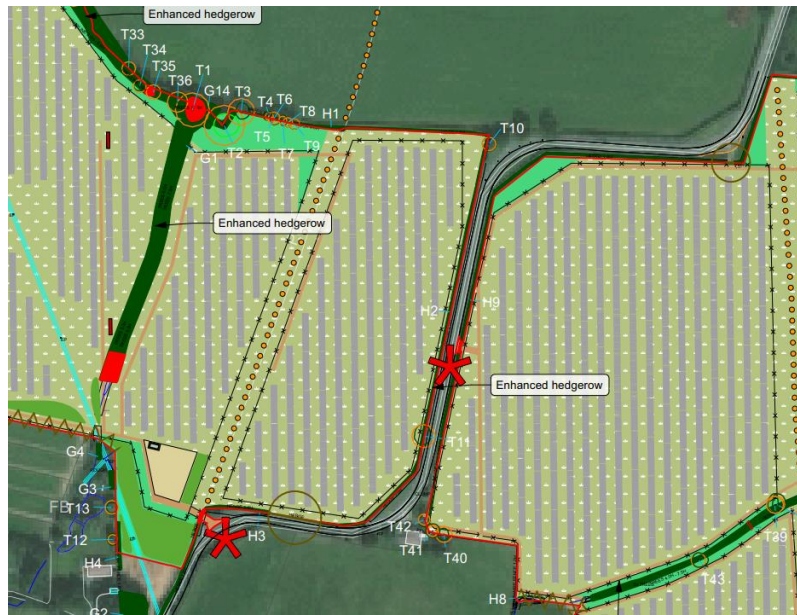 Enhanced hedgerow
T33
T34
T35
T36
T1
G14
T3
T4
T6
T8
H1
T10
G1
T2
T5
T7
T9
Enhanced hedgerow
H2
H9
Enhanced hedgerow
T11
G4
G3
FB
T13
T12
H4
G2
H3
T42
T41
T40
T39
T43
H8